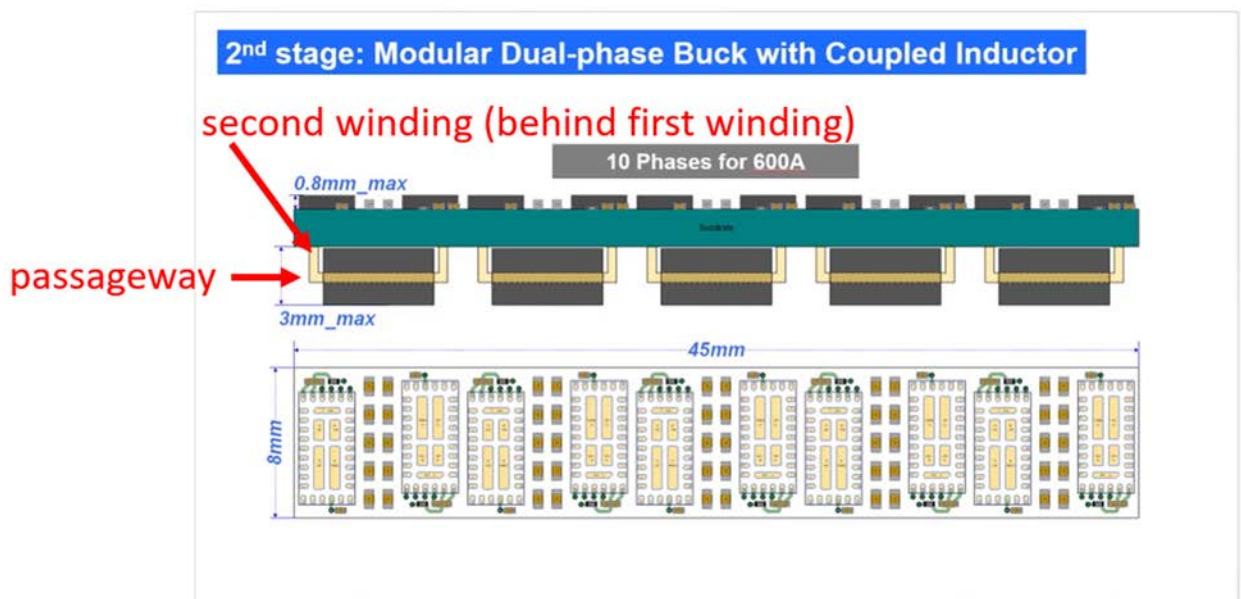 2nd stage: Modular Dual-phase Buck with Coupled Inductor
second winding (behind first winding)
10 Phases for 600A
0.8mm_max
Substrate
passageway
3mm_max
45mm
8mm